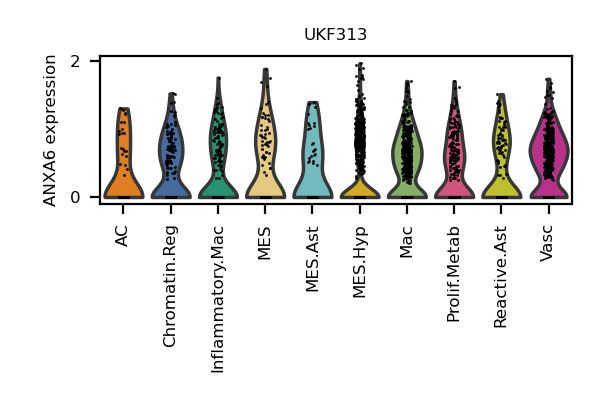 UKF313
ANXA6 expression
2
0
AC
Chromatin.Reg
Inflammatory.Mac
MES
MES.Ast
MES.Hyp
Mac
Prolif.Metab
Reactive.Ast
Vasc